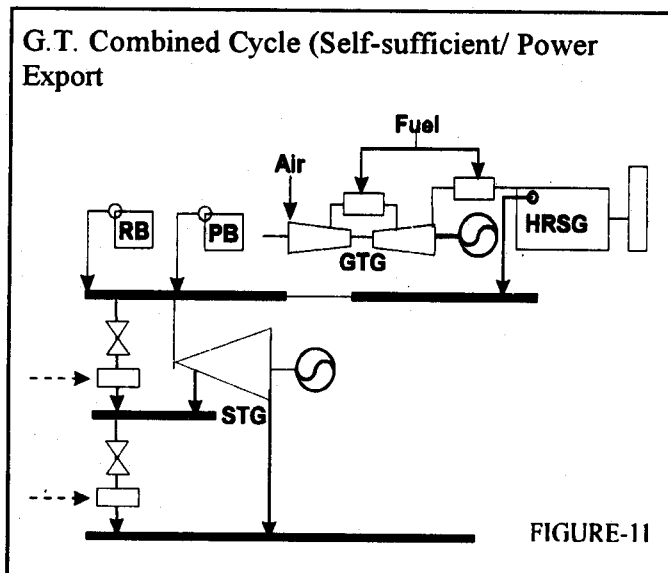 G.T. Combined Cycle (Self-sufficient/ Power
Export
Fuel
Air
RB
PB
GTG
HRSG
STG
FIGURE-11